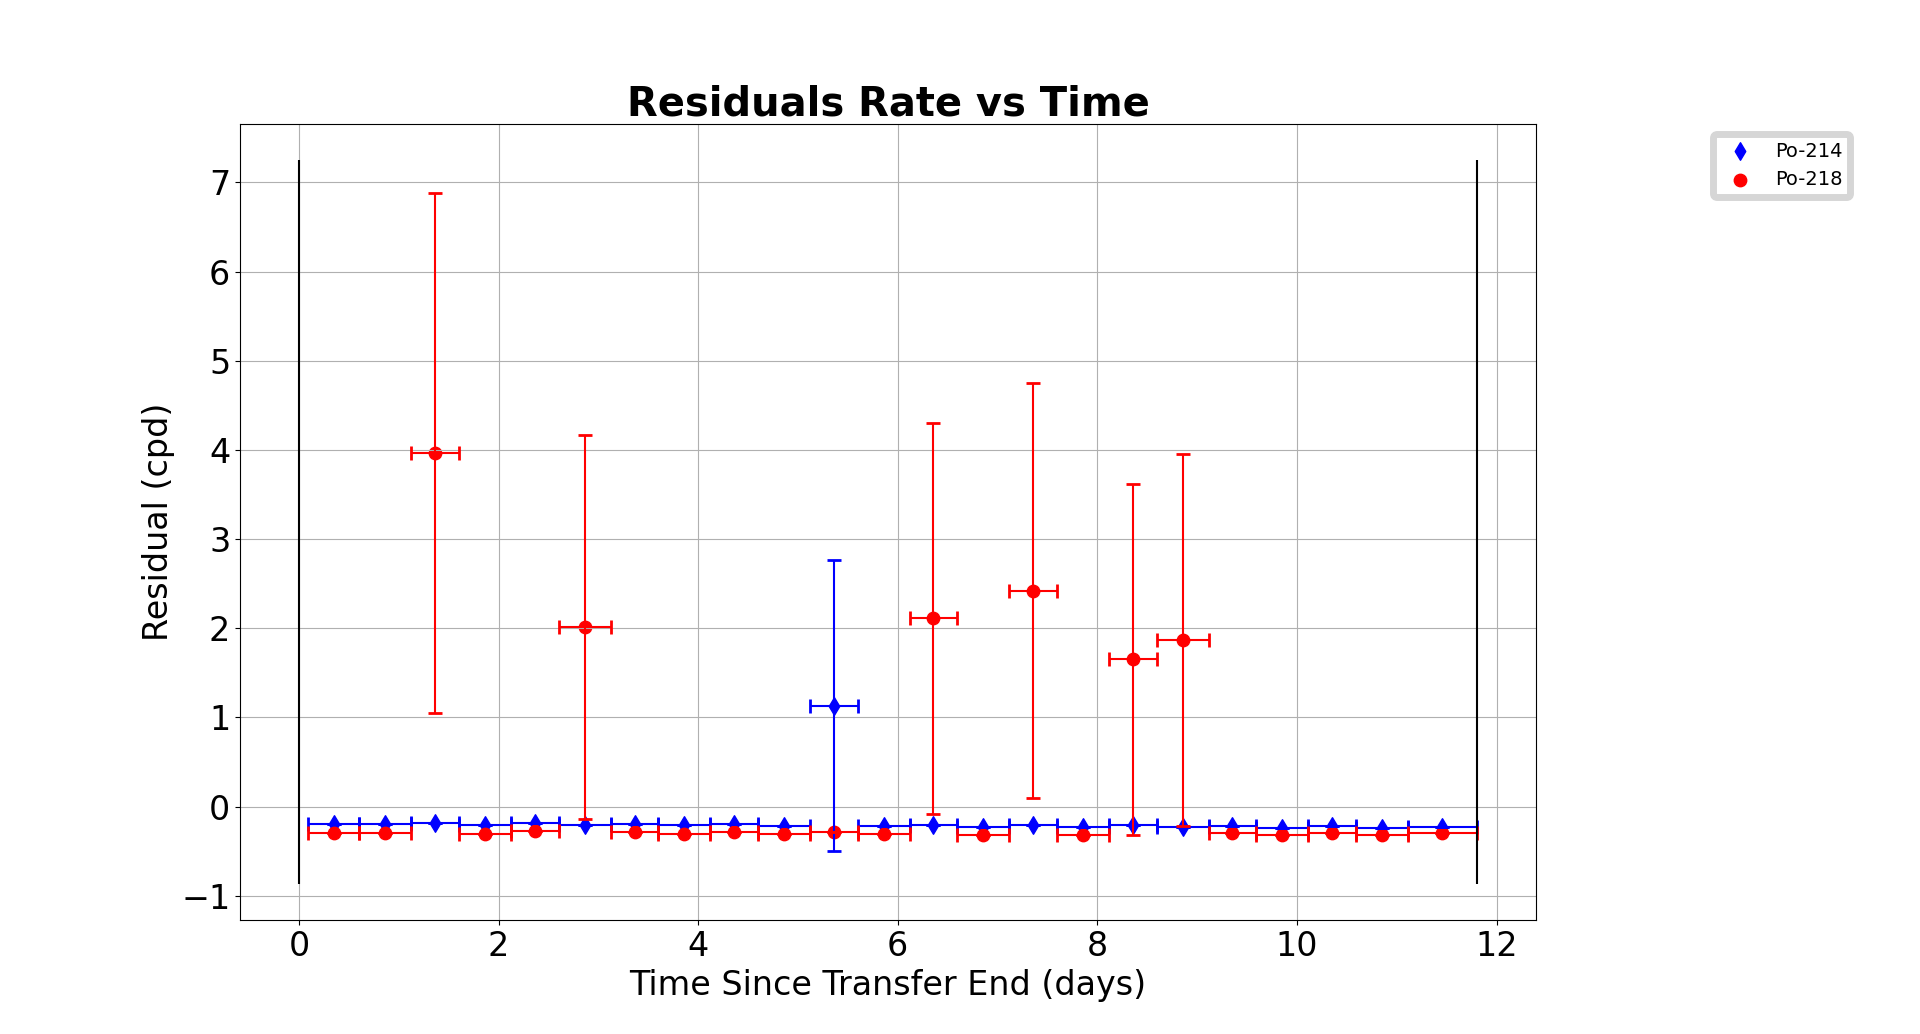 Residuals Rate vs Time
Po-214
Po-218
Residual (cpd)
7
6
5
4
3
2
1
0
−1
0 2 4 6 8 10 12
Time Since Transfer End (days)